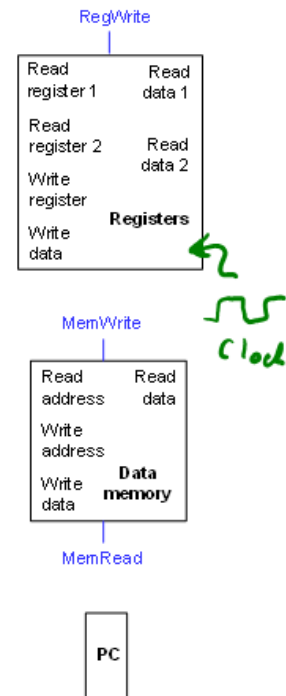 RegWrite
Read
register 1
Read
data 1
Read
register 2
Read
data 2
Write
register
Registers
Write
data
Clock
MemWrite
Read
address
Read
data
Write
address
Data
memory
Write
data
MemRead
PC